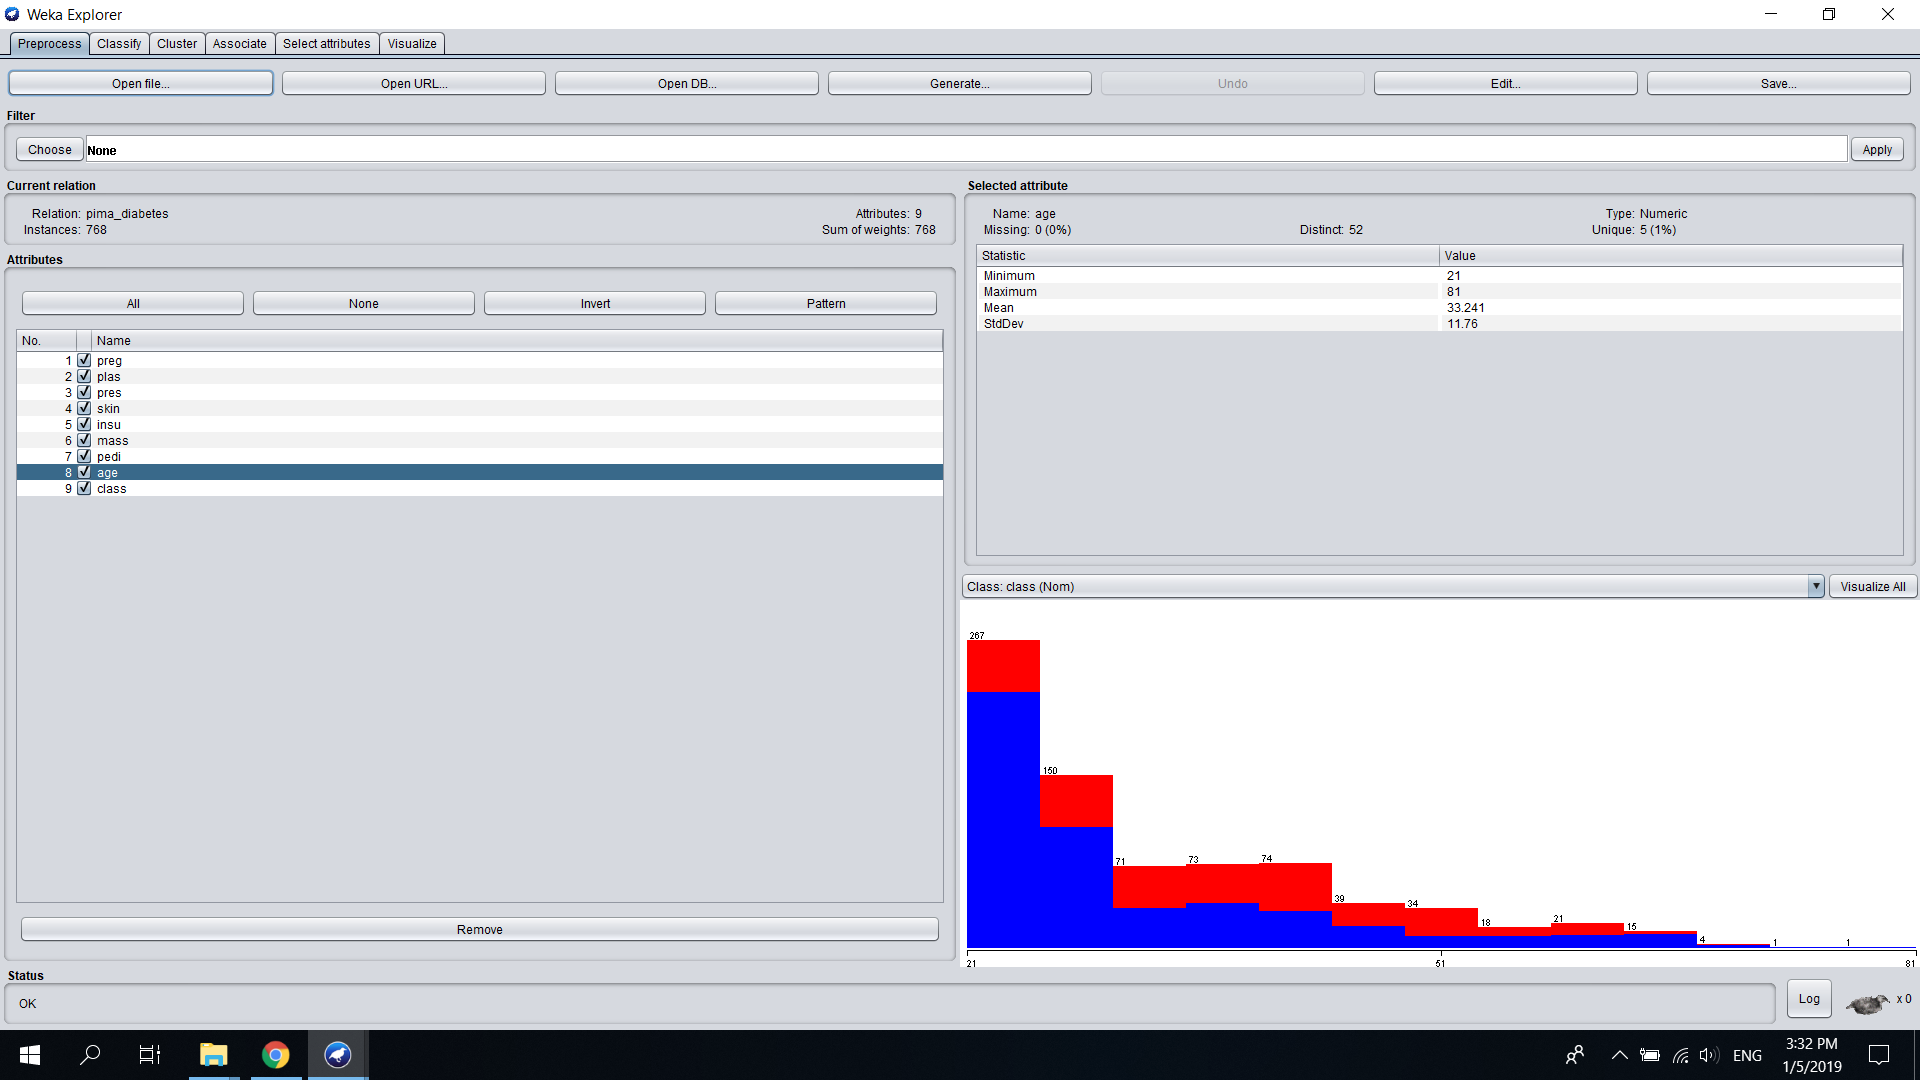 Weka Explorer
Preprocess Classify Cluster Associate Select attributes Visualize
Open file... Open URL... Open DB... Generate... Undo Edit... Save...
Filter
Choose None Apply
Current relation
Relation: pima_diabetes Attributes: 9
Instances: 768 Sum of weights: 768
Attributes
All None Invert Pattern
No. Name
1 preg
2 plas
3 pres
4 skin
5 insu
6 mass
7 pedi
8 age
9 class
Remove
Selected attribute
Name: age Type: Numeric
Missing: 0 (0%) Distinct: 52 Unique: 5 (1%)
Statistic Value
Minimum 21
Maximum 81
Mean 33.241
StdDev 11.76
Class: class (Nom) Visualize All
267
150
71 73 74
39 34
18 21 15
4 1 1
21 51 81
Status
OK
Log x 0
ENG
3:32 PM
1/5/2019